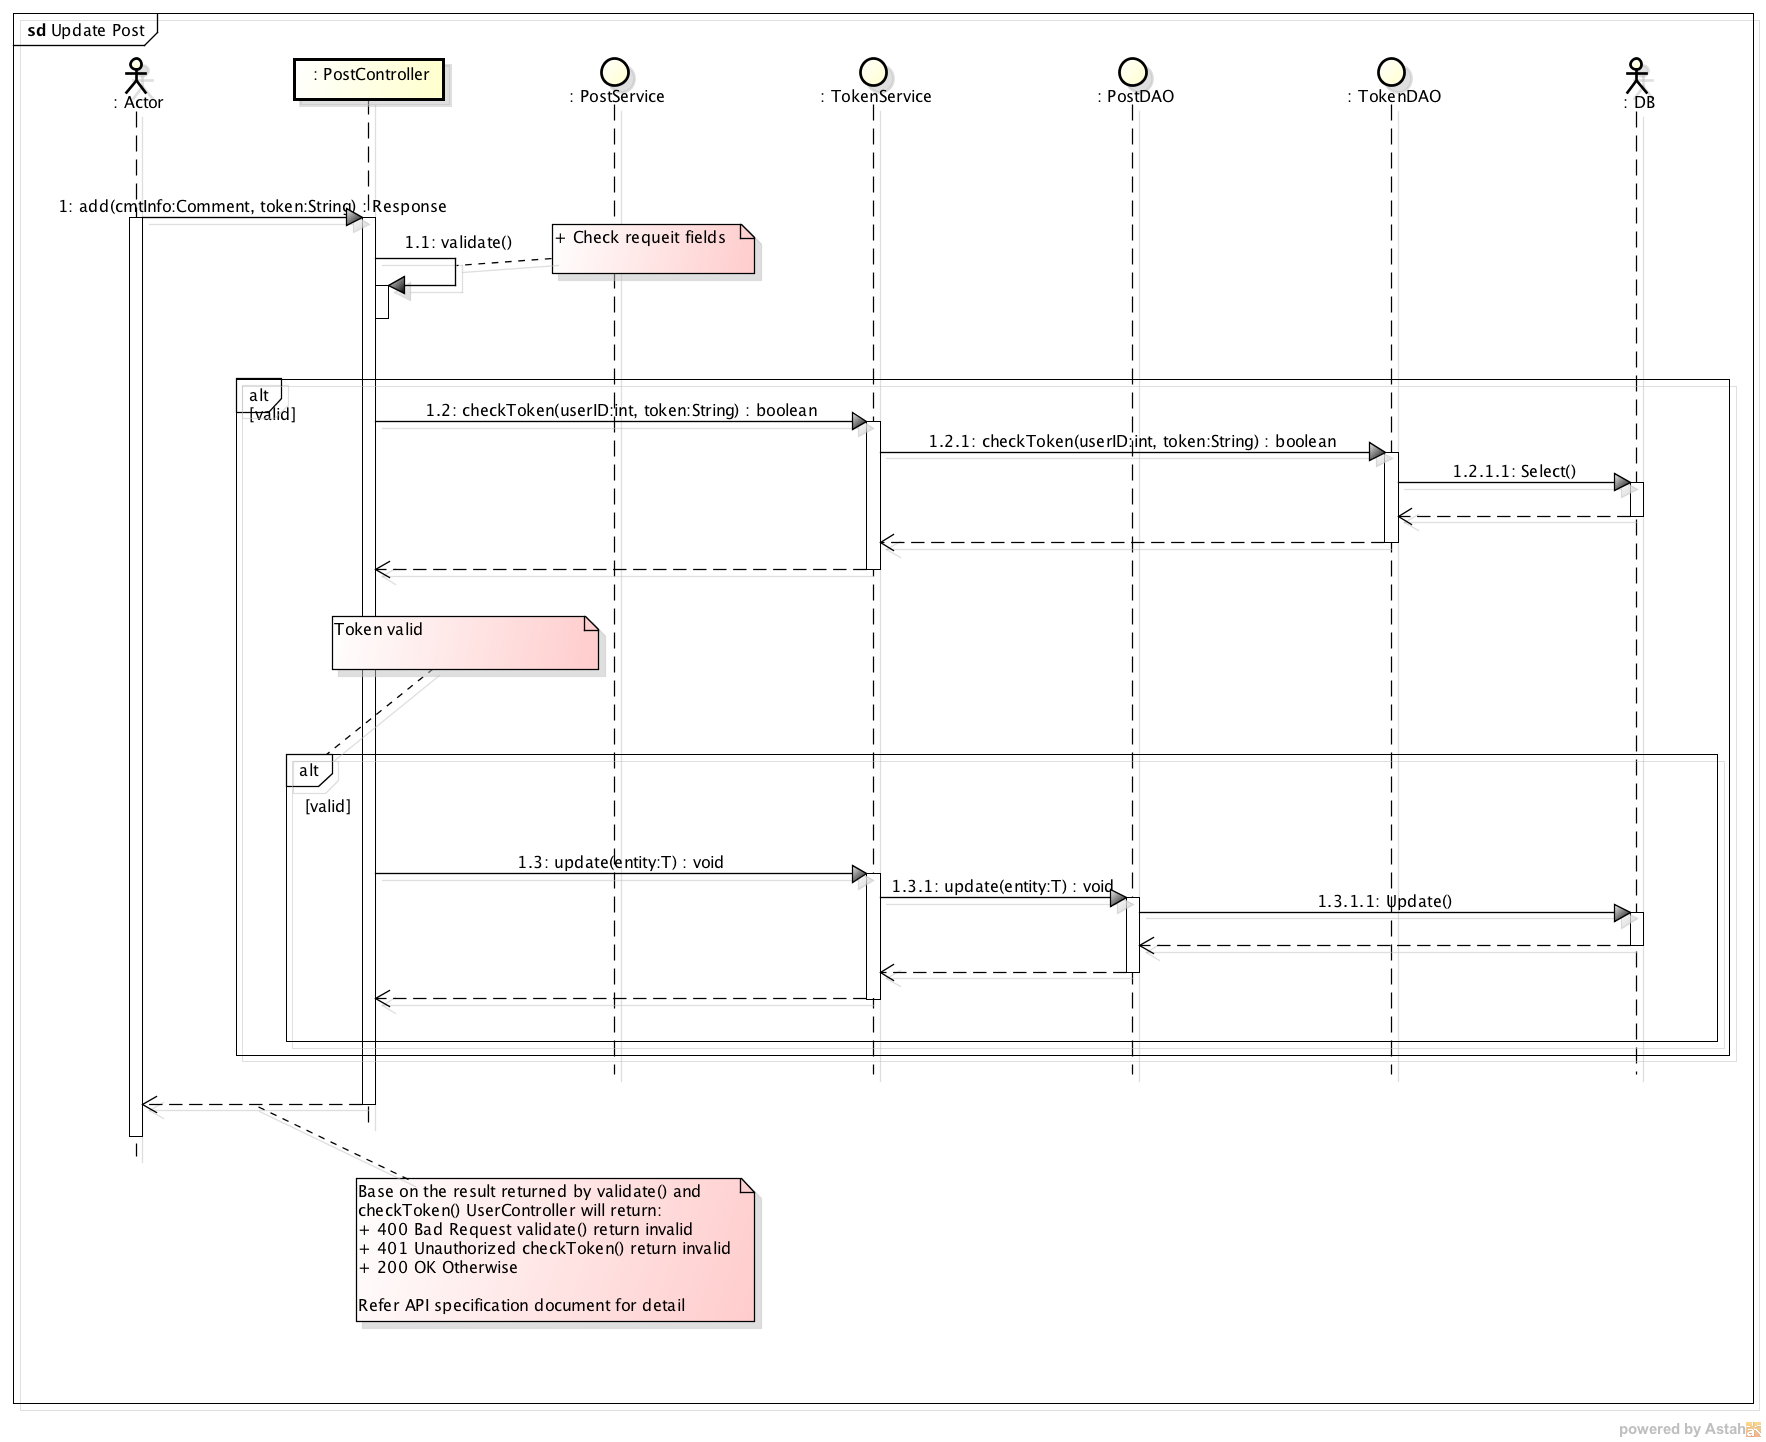 sd Update Post
: Actor
: PostController
: PostService
: TokenService
: PostDAO
: TokenDAO
: DB
1: add(cmtInfo:Comment, token:String) : Response
1.1: validate()
+ Check requeit fields
alt
[valid]
1.2: checkToken(userID:int, token:String) : boolean
1.2.1: checkToken(userID:int, token:String) : boolean
1.2.1.1: Select()
Token valid
alt
[valid]
1.3: update(entity:T) : void
1.3.1: update(entity:T) : void
1.3.1.1: Update()
Base on the result returned by validate() and
checkToken() UserController will return:
+ 400 Bad Request validate() return invalid
+ 401 Unauthorized checkToken() return invalid
+ 200 OK Otherwise
Refer API specification document for detail
powered by Astah